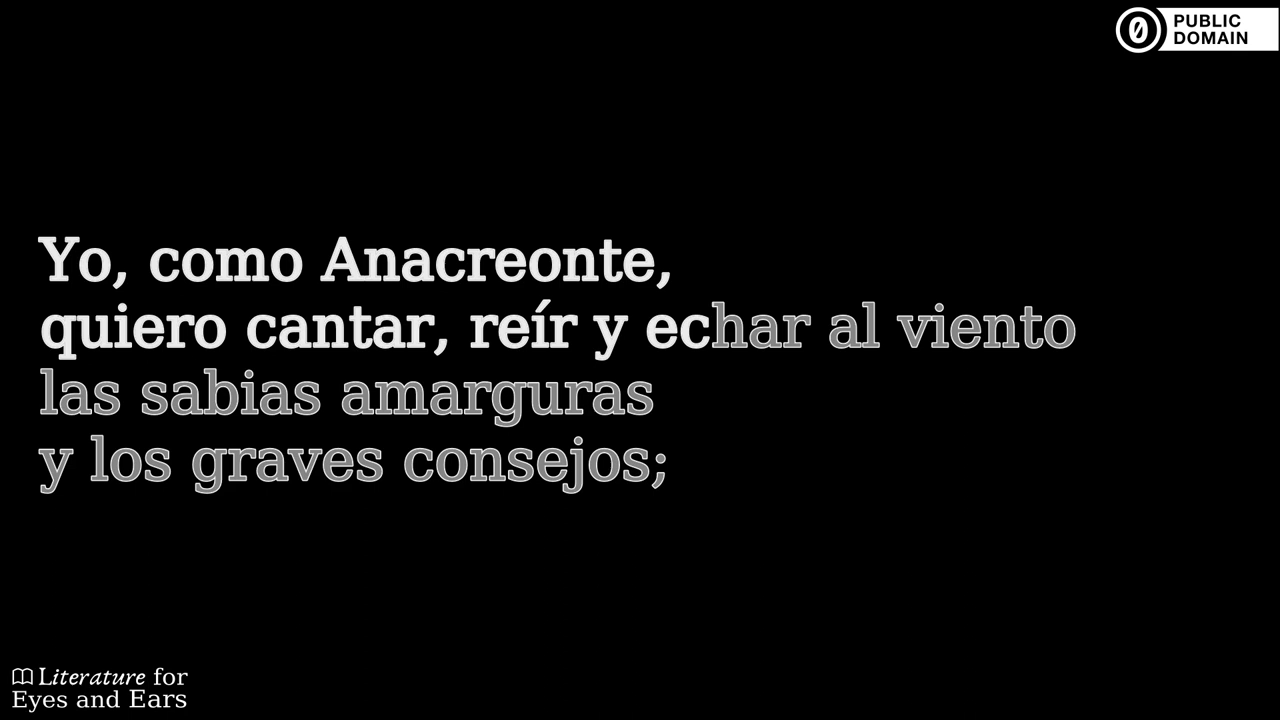 PUBLIC
DOMAIN
Yo, como Anacreonte,
quiero cantar, reír y echar al viento
las sabias amarguras
y los graves consejos;
Literature for
Eyes and Ears